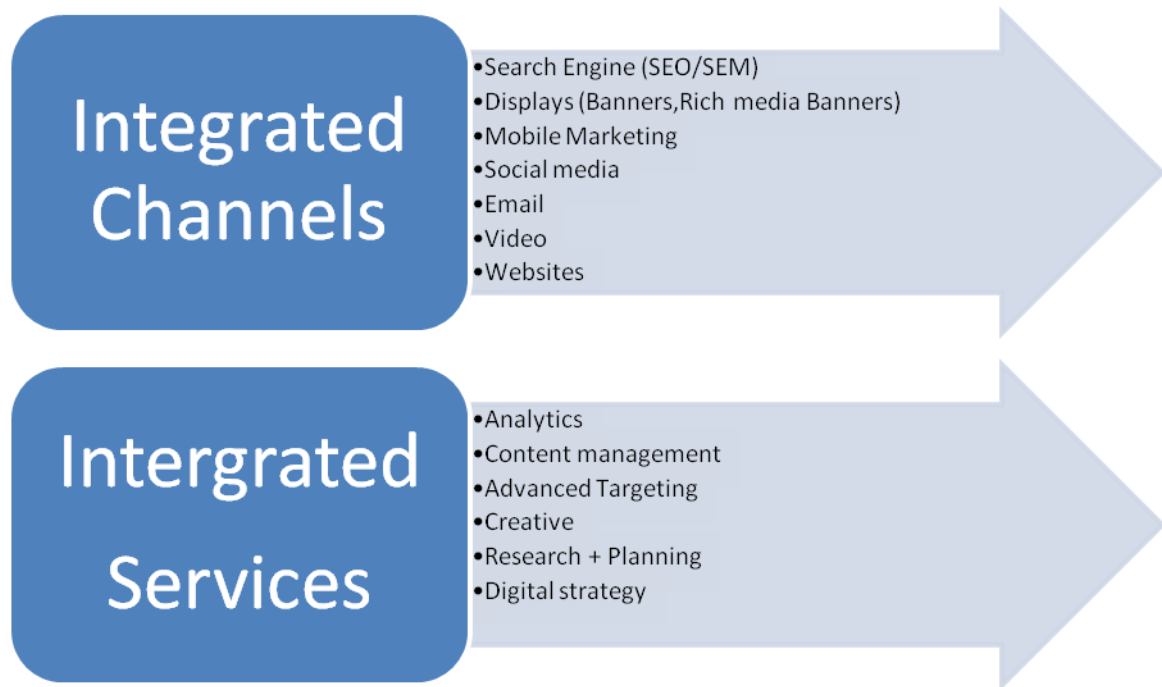 Integrated
Channels
•Search Engine (SEO/SEM)
•Displays (Banners,Rich media Banners)
•Mobile Marketing
•Social media
•Email
•Video
•Websites
Intergrated
Services
•Analytics
•Content management
•Advanced Targeting
•Creative
•Research + Planning
•Digital strategy